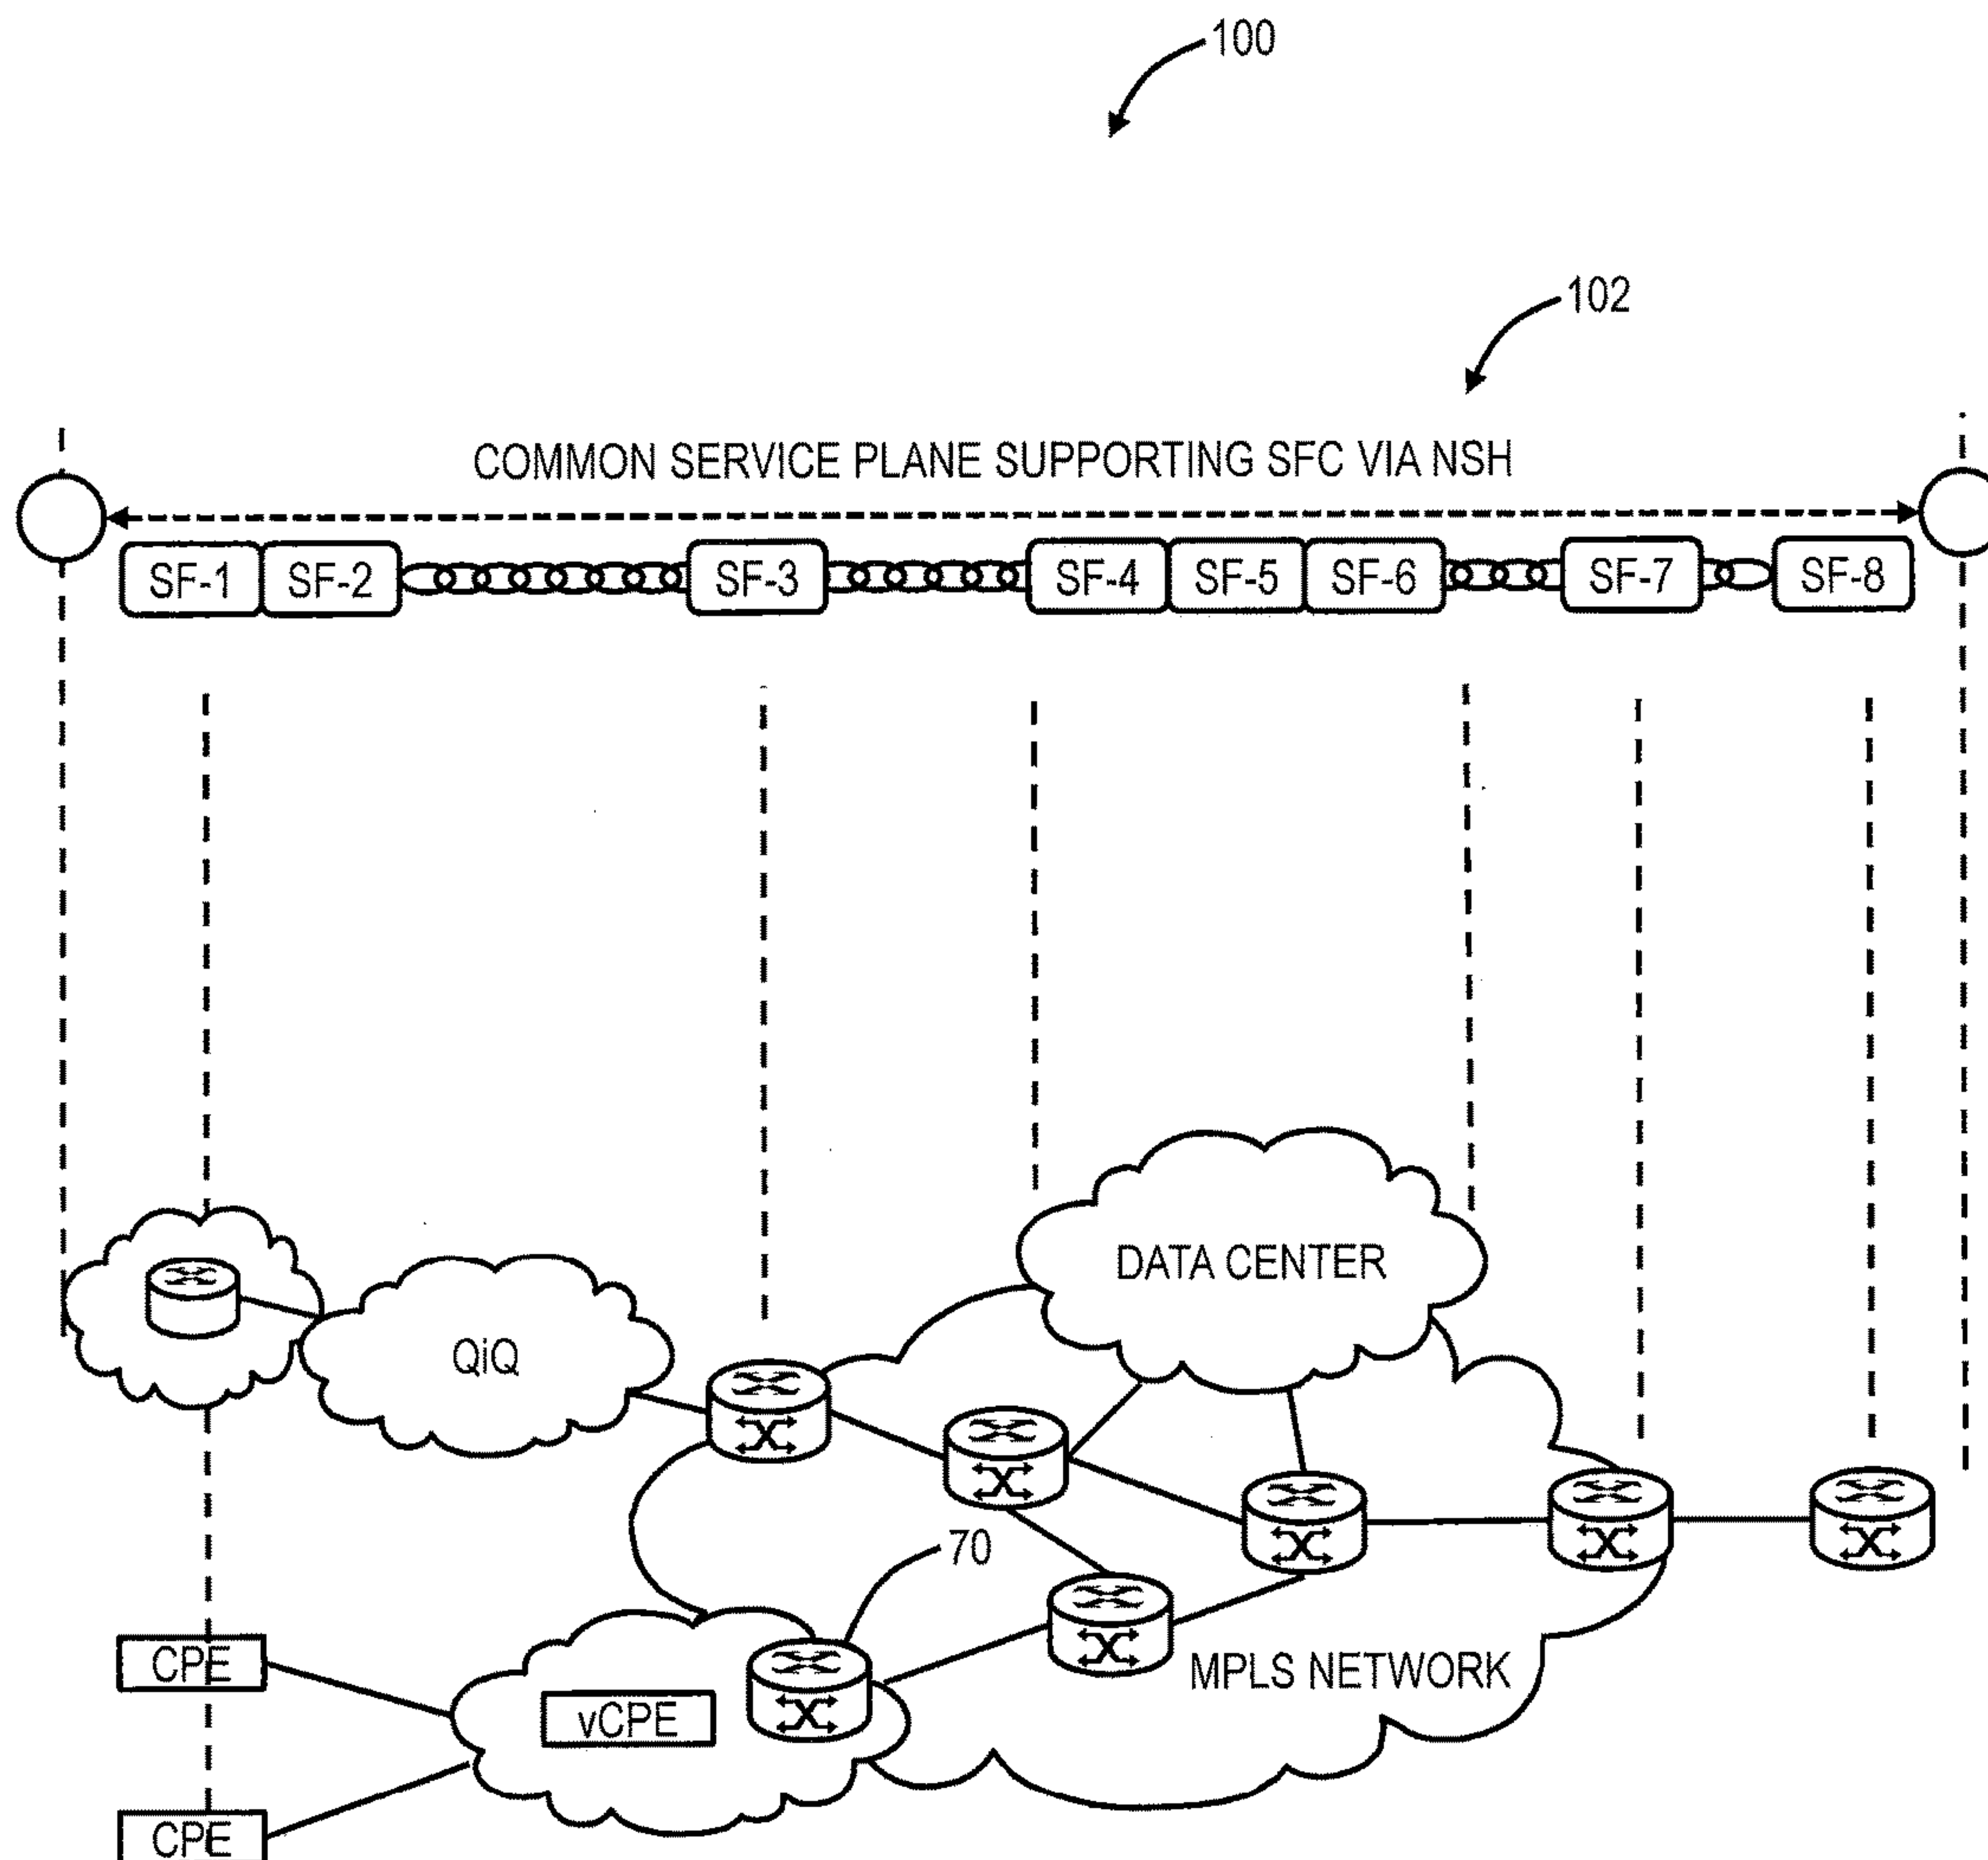 100
102
COMMON SERVICE PLANE SUPPORTING SFC VIA NSH
SF-1 SF-2 SF-3 SF-4 SF-5 SF-6 SF-7 SF-8
DATA CENTER
QiQ
70
CPE
MPLS NETWORK
vCPE
CPE